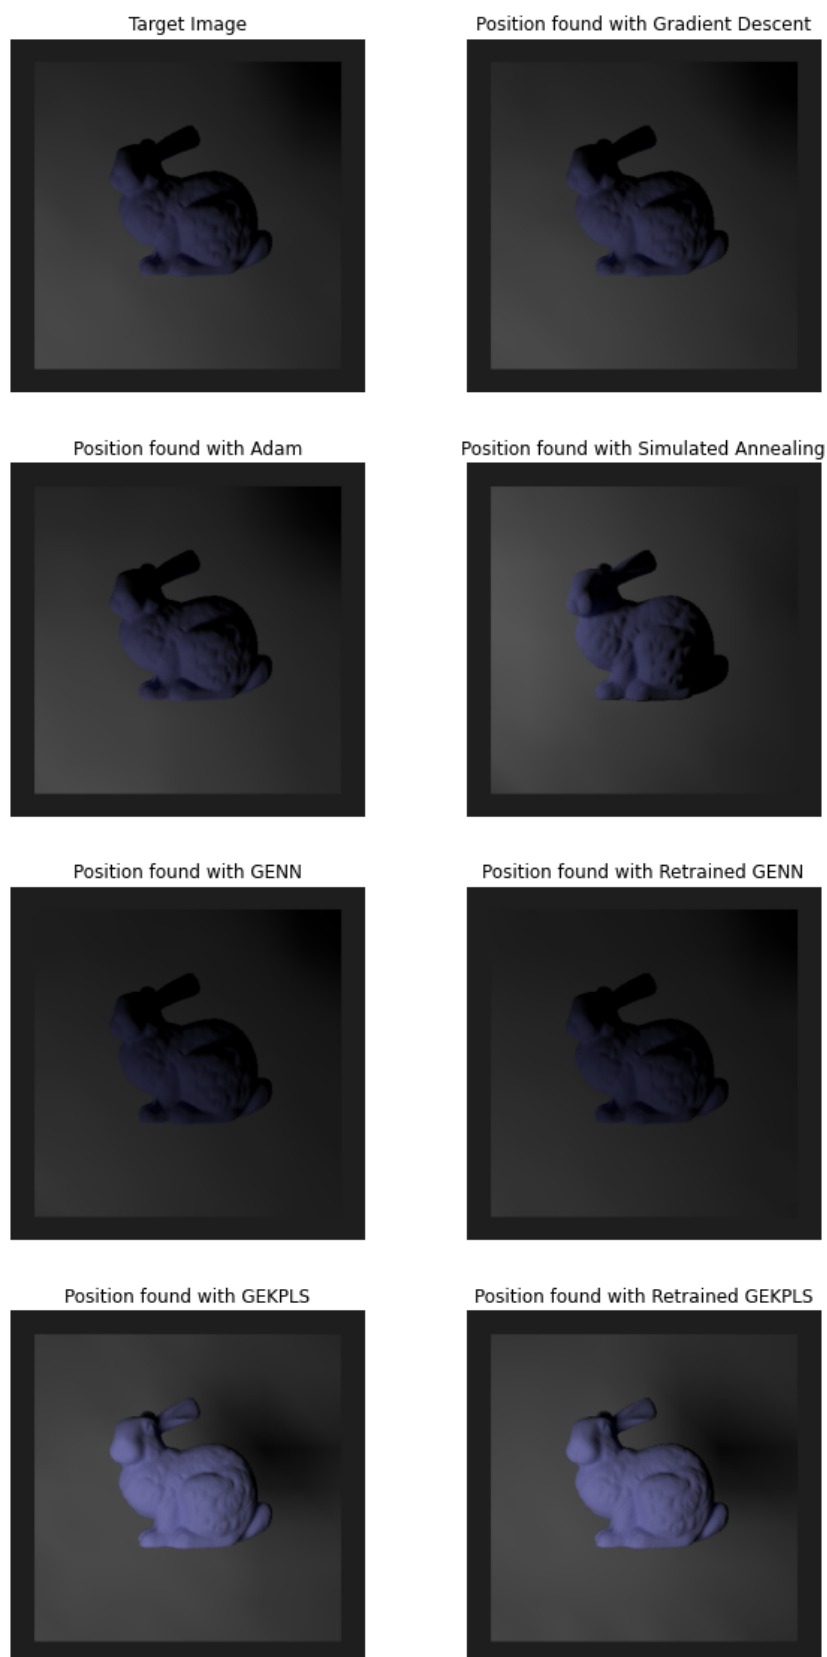 Target Image
Position found with Gradient Descent
Position found with Adam
Position found with Simulated Annealing
Position found with GENN
Position found with Retrained GENN
Position found with GEKPLS
Position found with Retrained GEKPLS